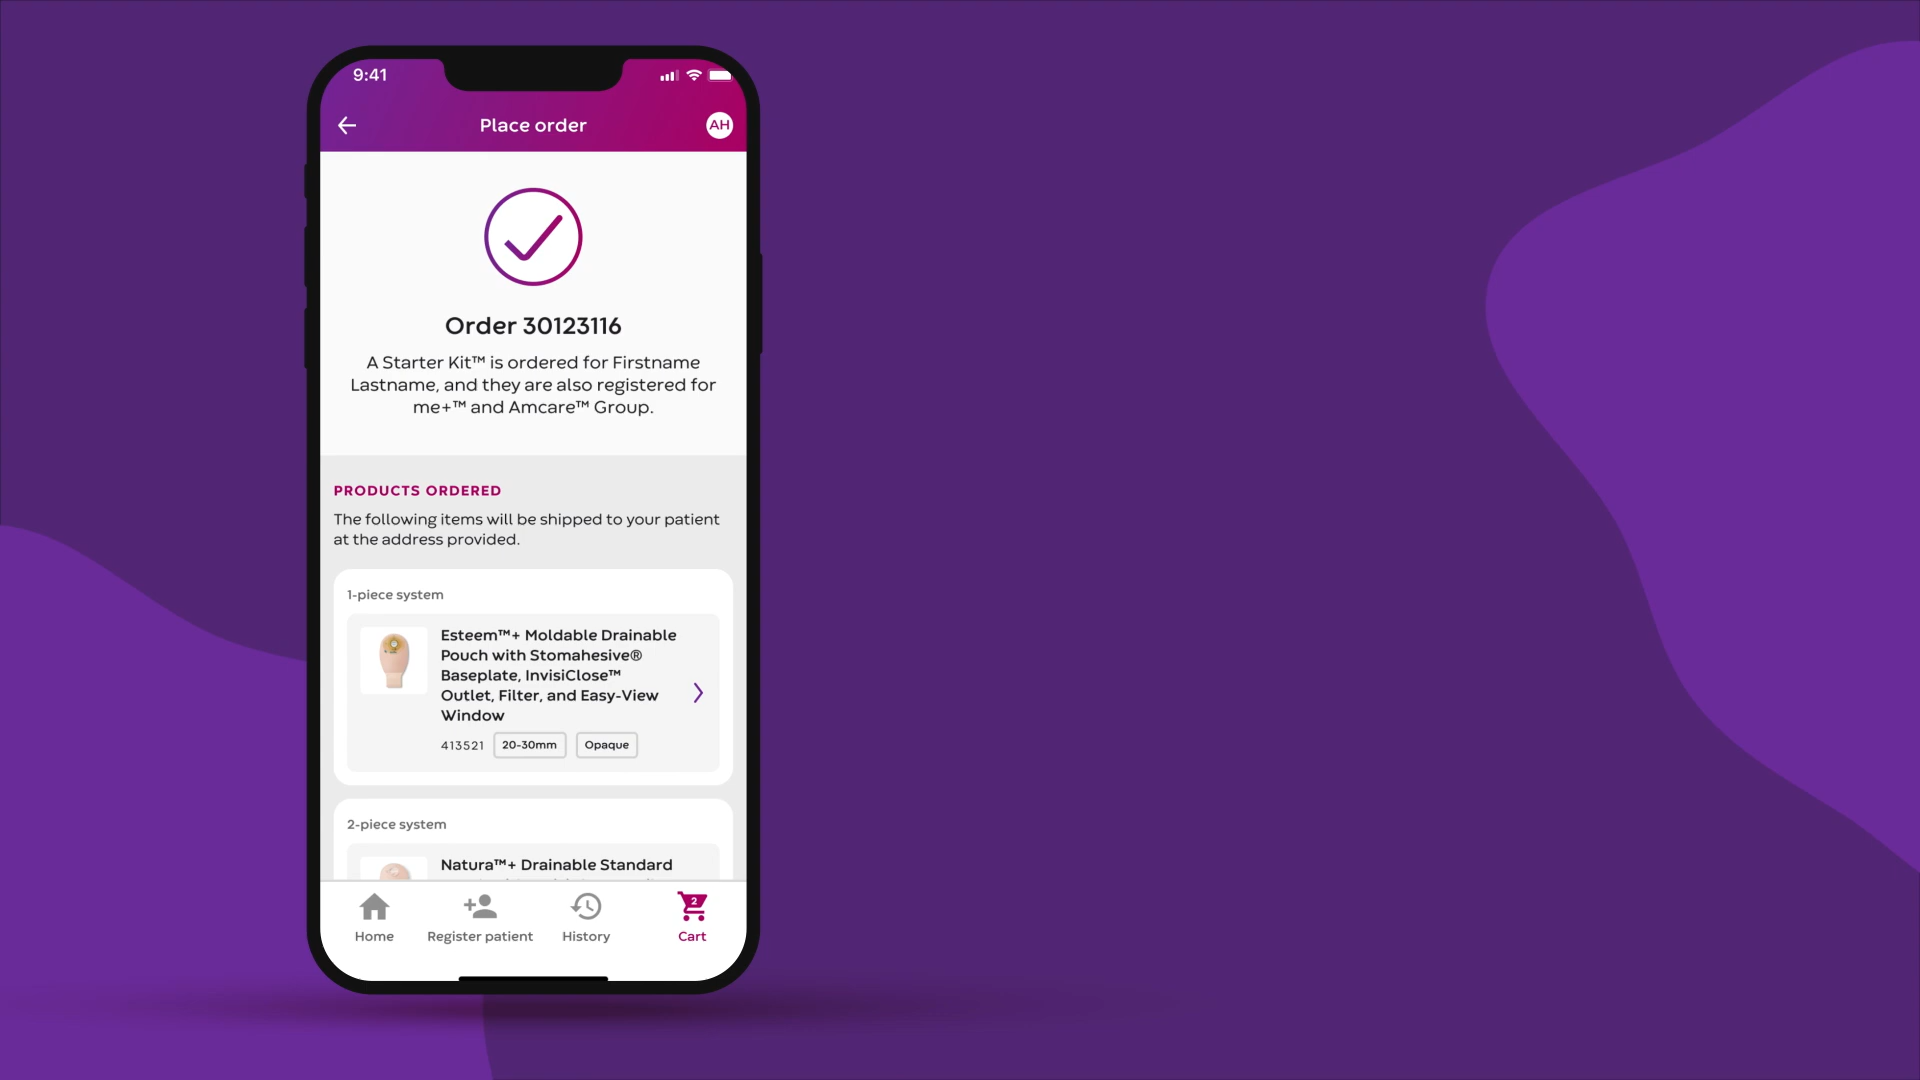 9:41
Place order
AH
Order 30123116
A Starter Kit™ is ordered for Firstname
Lastname, and they are also registered for
me+™ and Amcare™ Group.
PRODUCTS ORDERED
The following items will be shipped to your patient
at the address provided.
1-piece system
Esteem™+ Moldable Drainable
Pouch with Stomahesive®
Baseplate, InvisiClose™
Outlet, Filter, and Easy-View
Window
413521 20-30mm Opaque
2-piece system
Natura™+ Drainable Standard
2
Home Register patient History Cart